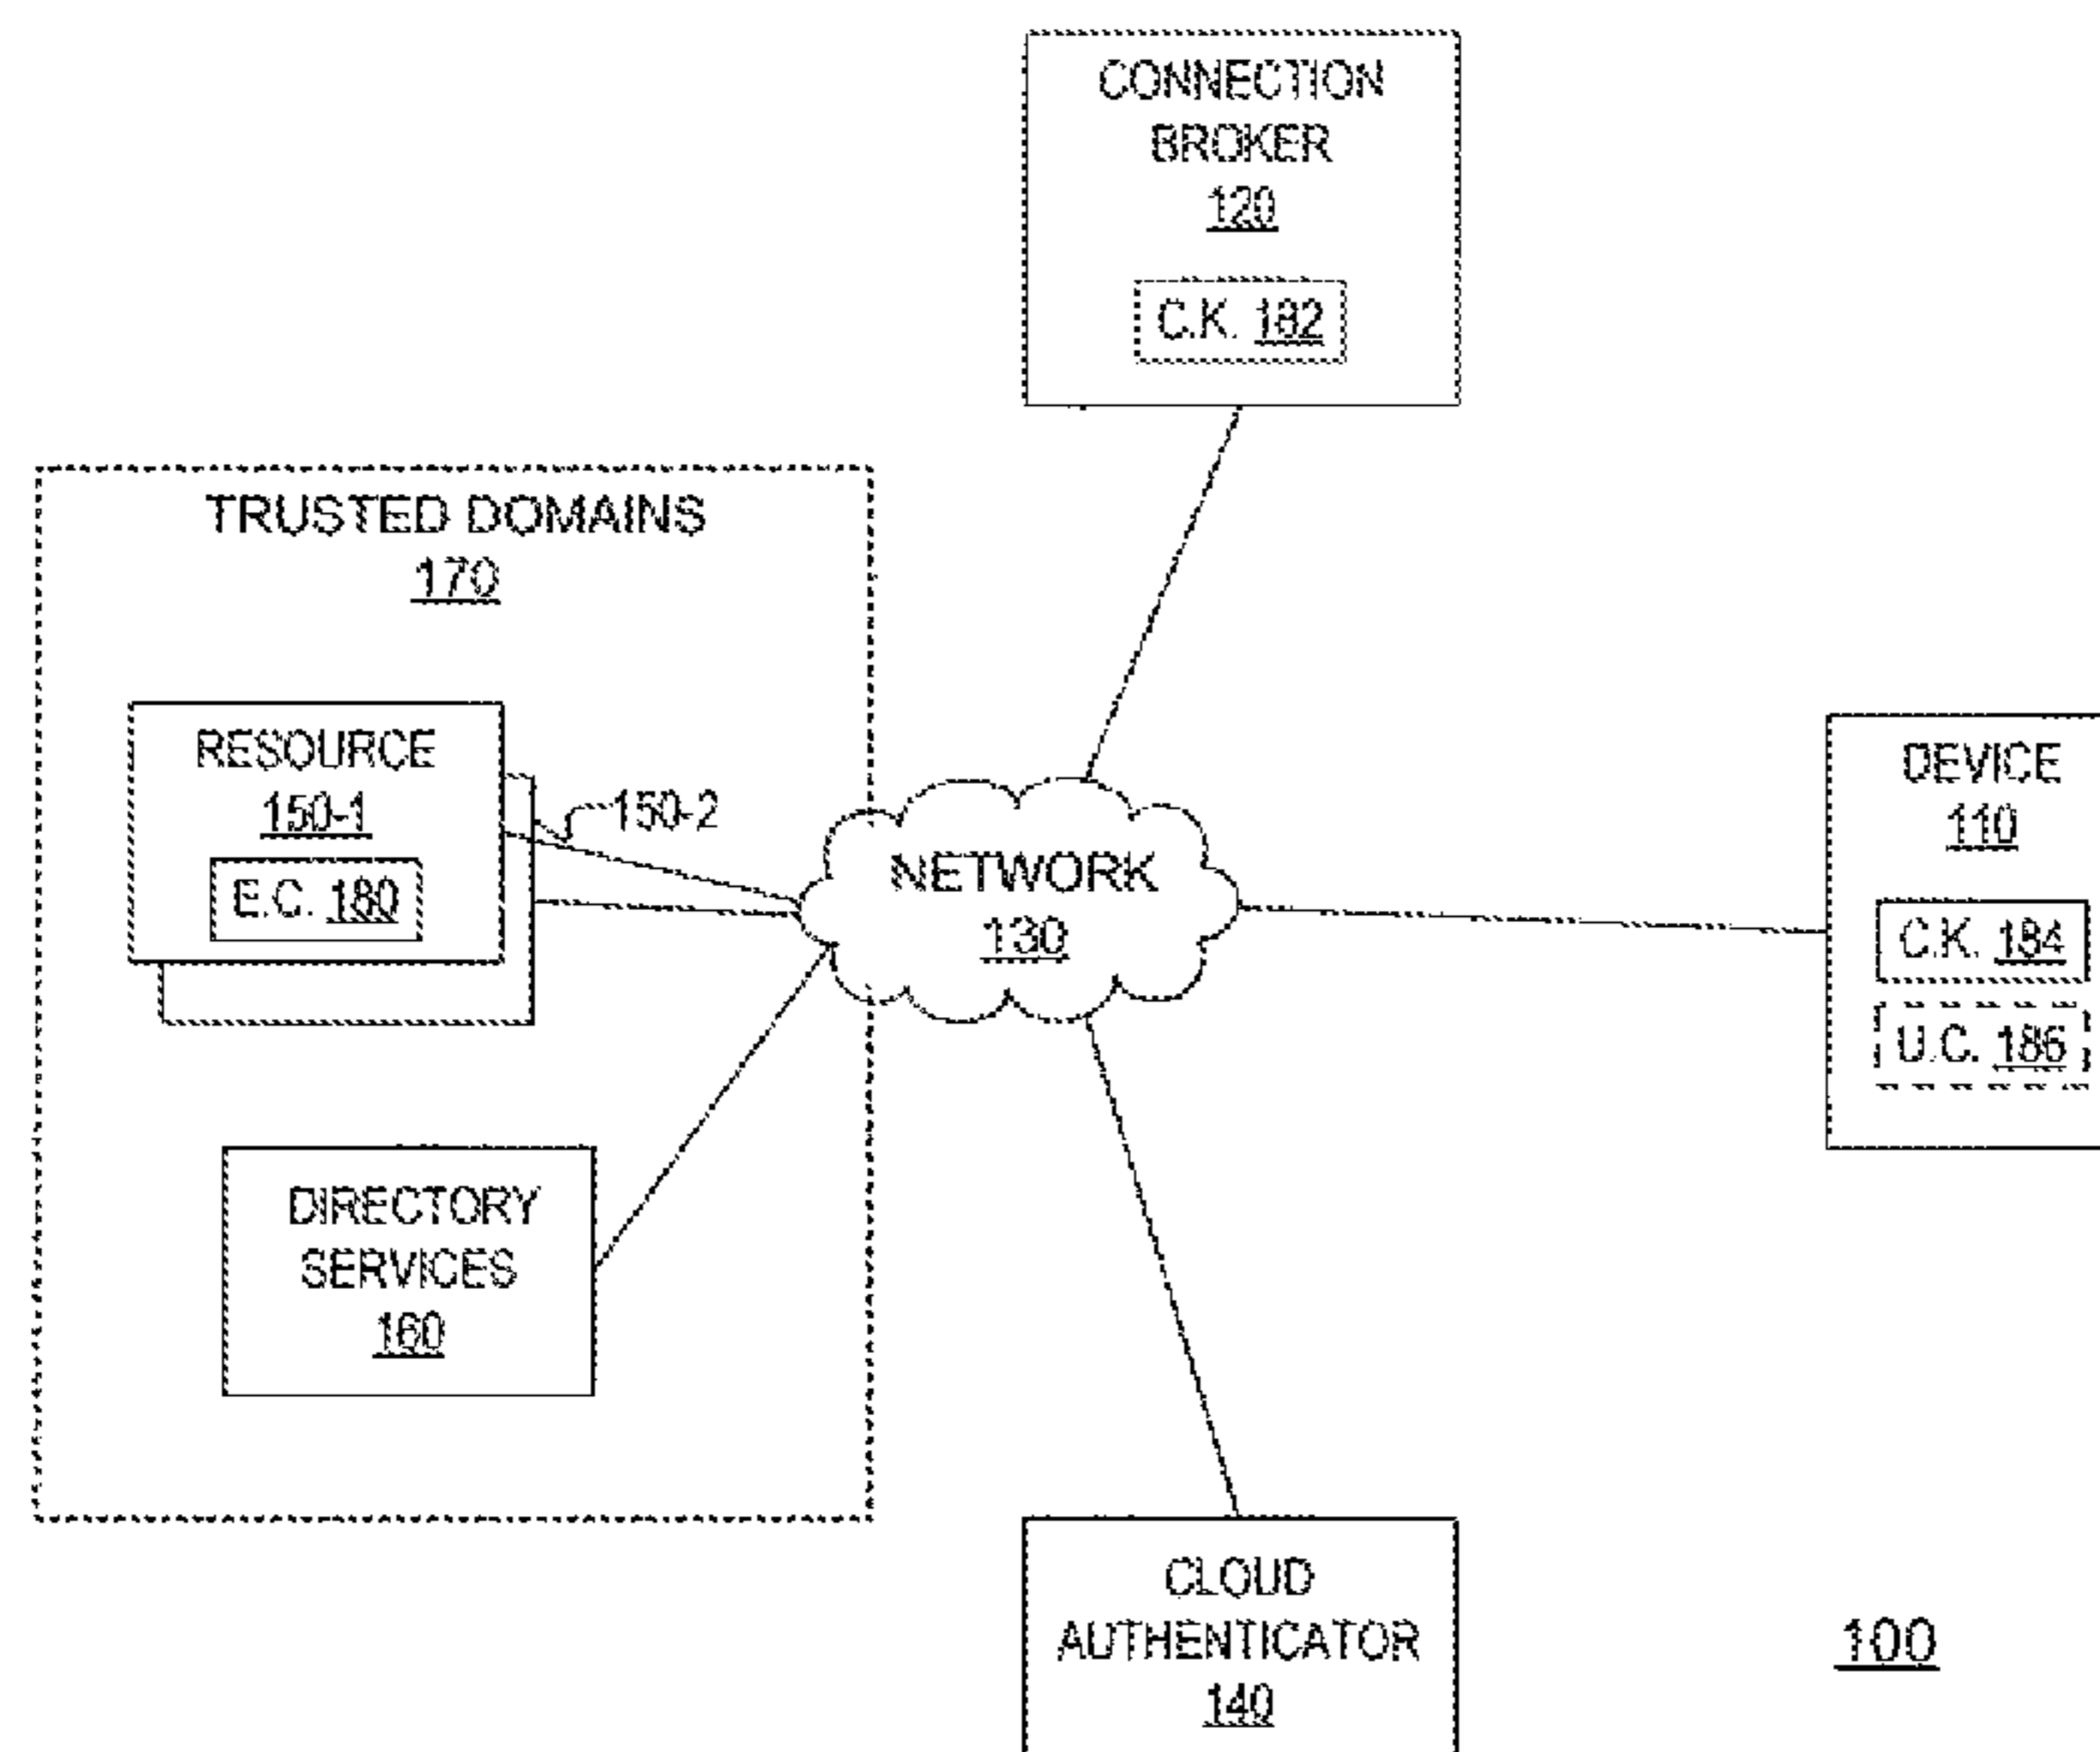 CONNECTION
BROKER
120
C.K. 182
TRUSTED DOMAINS
170
RESOURCE
150-1
E.C. 180
150-2
NETWORK
130
DEVICE
110
C.K. 184
U.C. 186
DIRECTORY
SERVICES
160
CLOUD
AUTHENTICATOR
140
100